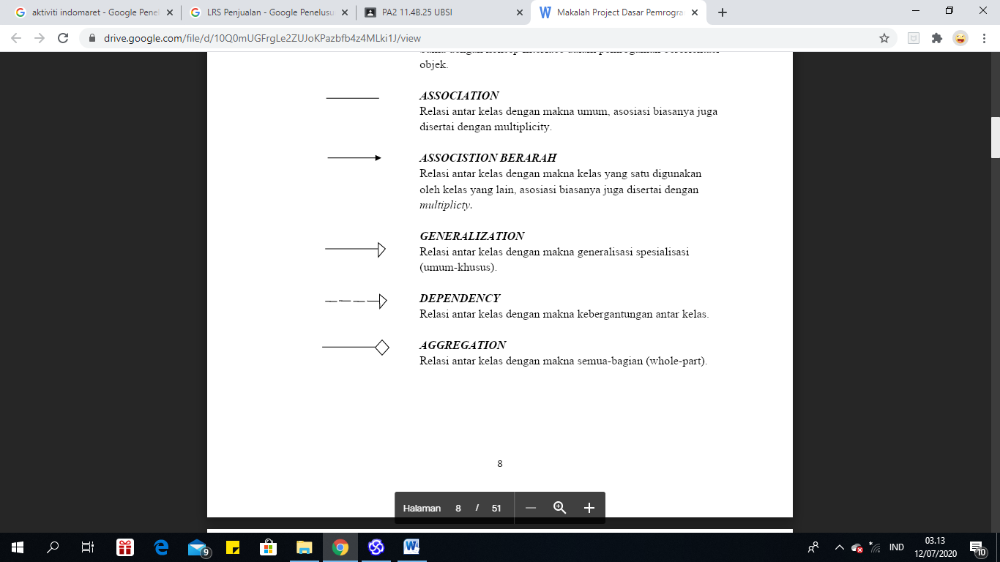 aktiviti indomaret - Google Penel
LRS Penjualan - Google Penelusu
PA2 11.4B.25 UBSI
Makalah Project Dasar Pemrogra
drive.google.com/file/d/10Q0mUGFrgLe2ZUJoKPazbfb4z4MLki1J/view
objek.
ASSOCIATION
Relasi antar kelas dengan makna umum, asosiasi biasanya juga
disertai dengan multiplicity.
ASSOCISTION BERARAH
Relasi antar kelas dengan makna kelas yang satu digunakan
oleh kelas yang lain, asosiasi biasanya juga disertai dengan
multiplicty.
GENERALIZATION
Relasi antar kelas dengan makna generalisasi spesialisasi
(umum-khusus).
DEPENDENCY
Relasi antar kelas dengan makna kebergantungan antar kelas.
AGGREGATION
Relasi antar kelas dengan makna semua-bagian (whole-part).
8
Halaman 8 / 51
9
IND
03.13
12/07/2020
10